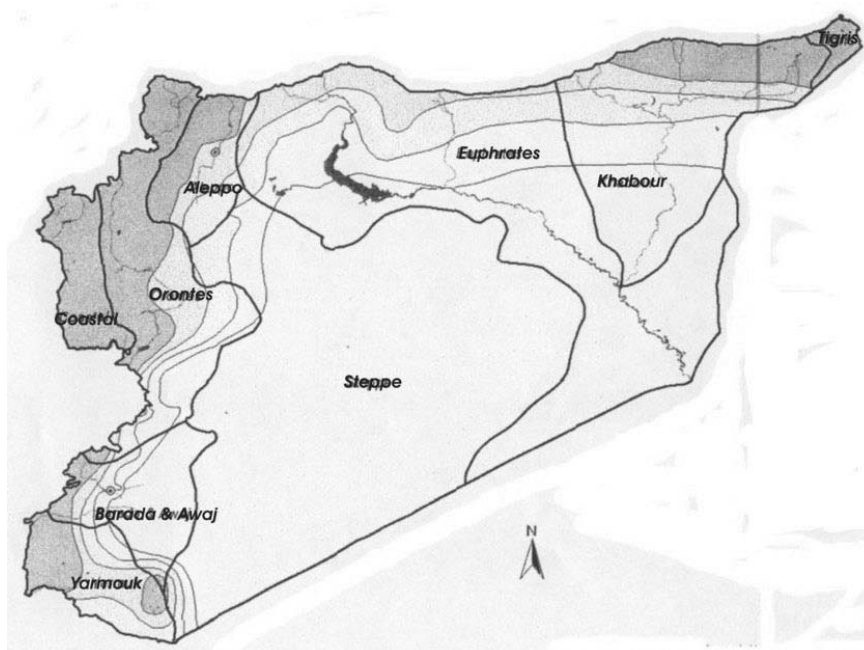 Tigris
Euphrates
Khabour
Aleppo
Orontes
Coastal
Steppe
Barada & Awaj
N
Yarmouk